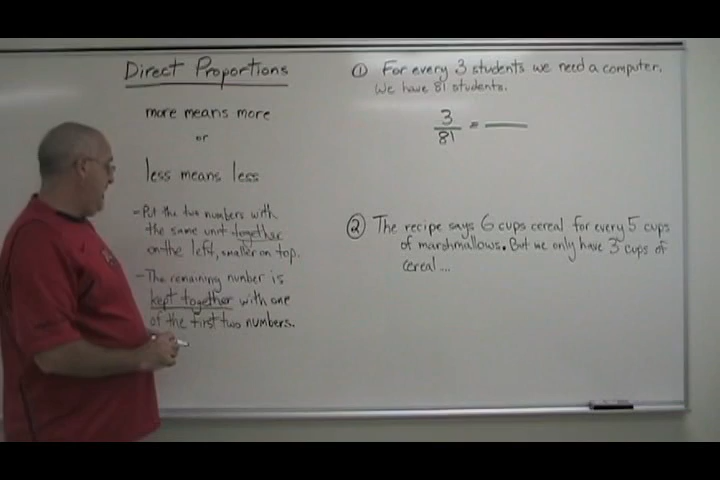 Direct Proportions
more means more
or
less means less
-Put the two numbers with
the same unit together
on the left, smaller on top.
-The remaining number is
kept together with one
of the first two numbers.
① For every 3 students we need a computer.
We have 81 students.
3
81
=
② The recipe says 6 cups cereal for every 5 cups
of marshmallows. But we only have 3 cups of
cereal...